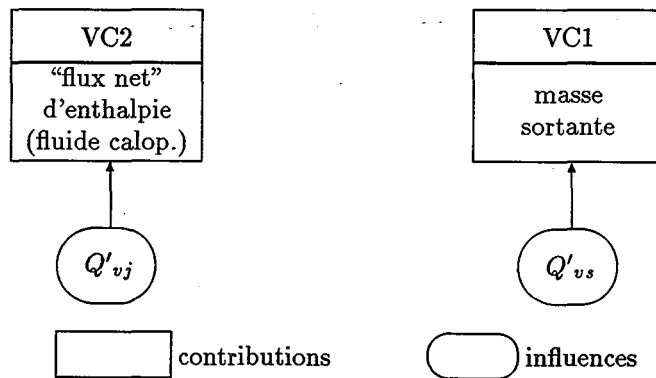 VC2
VC1
“flux net”
d'enthalpie
(fluide calop.)
masse
sortante
Q'vj
Q'vs
contributions
influences